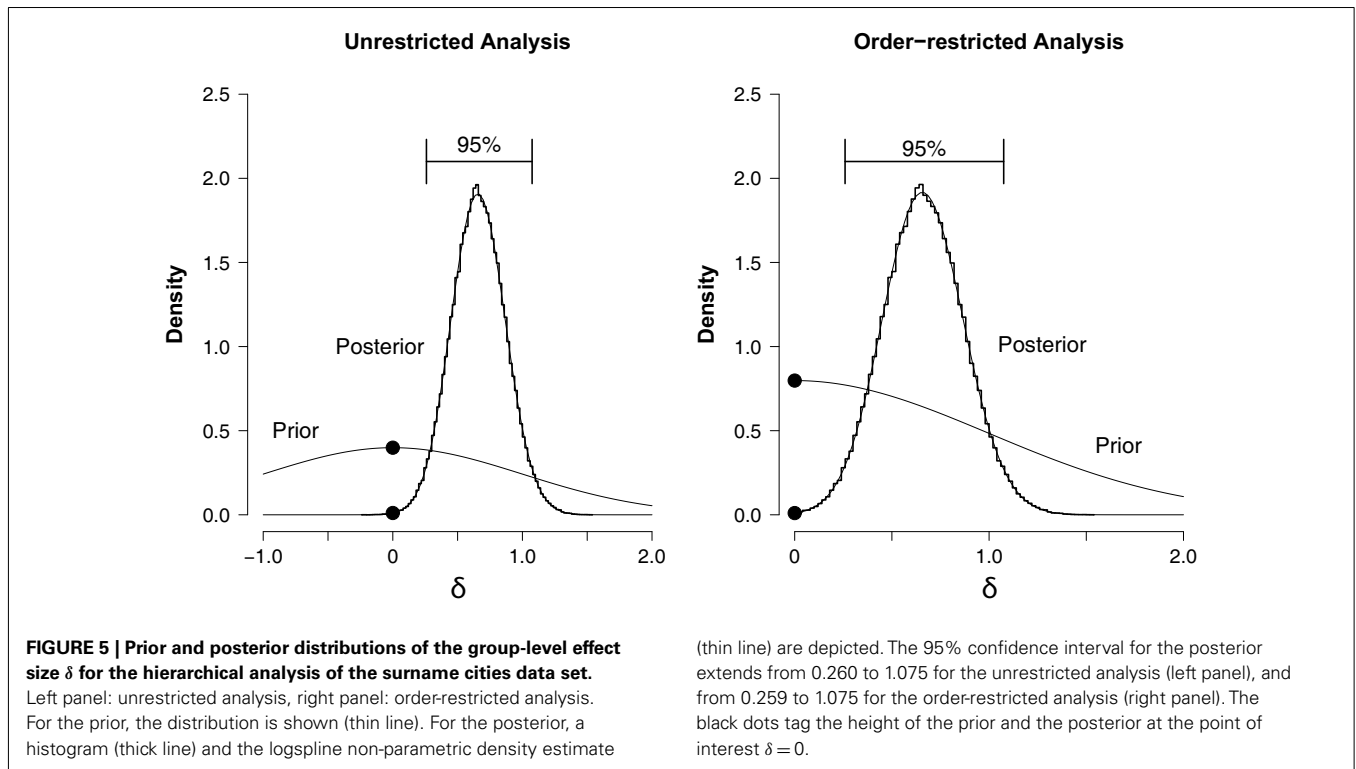 Unrestricted Analysis
2.5
2.0
1.5
1.0
0.5
0.0
Density
95%
Posterior
Prior
−1.0 0 1.0 2.0
δ
Order−restricted Analysis
2.5
2.0
1.5
1.0
0.5
0.0
Density
95%
Posterior
Prior
0 1.0 2.0
δ
FIGURE 5 | Prior and posterior distributions of the group-level effect
size δ for the hierarchical analysis of the surname cities data set.
Left panel: unrestricted analysis, right panel: order-restricted analysis.
For the prior, the distribution is shown (thin line). For the posterior, a
histogram (thick line) and the logspline non-parametric density estimate
(thin line) are depicted. The 95% confidence interval for the posterior
extends from 0.260 to 1.075 for the unrestricted analysis (left panel), and
from 0.259 to 1.075 for the order-restricted analysis (right panel). The
black dots tag the height of the prior and the posterior at the point of
interest δ = 0.